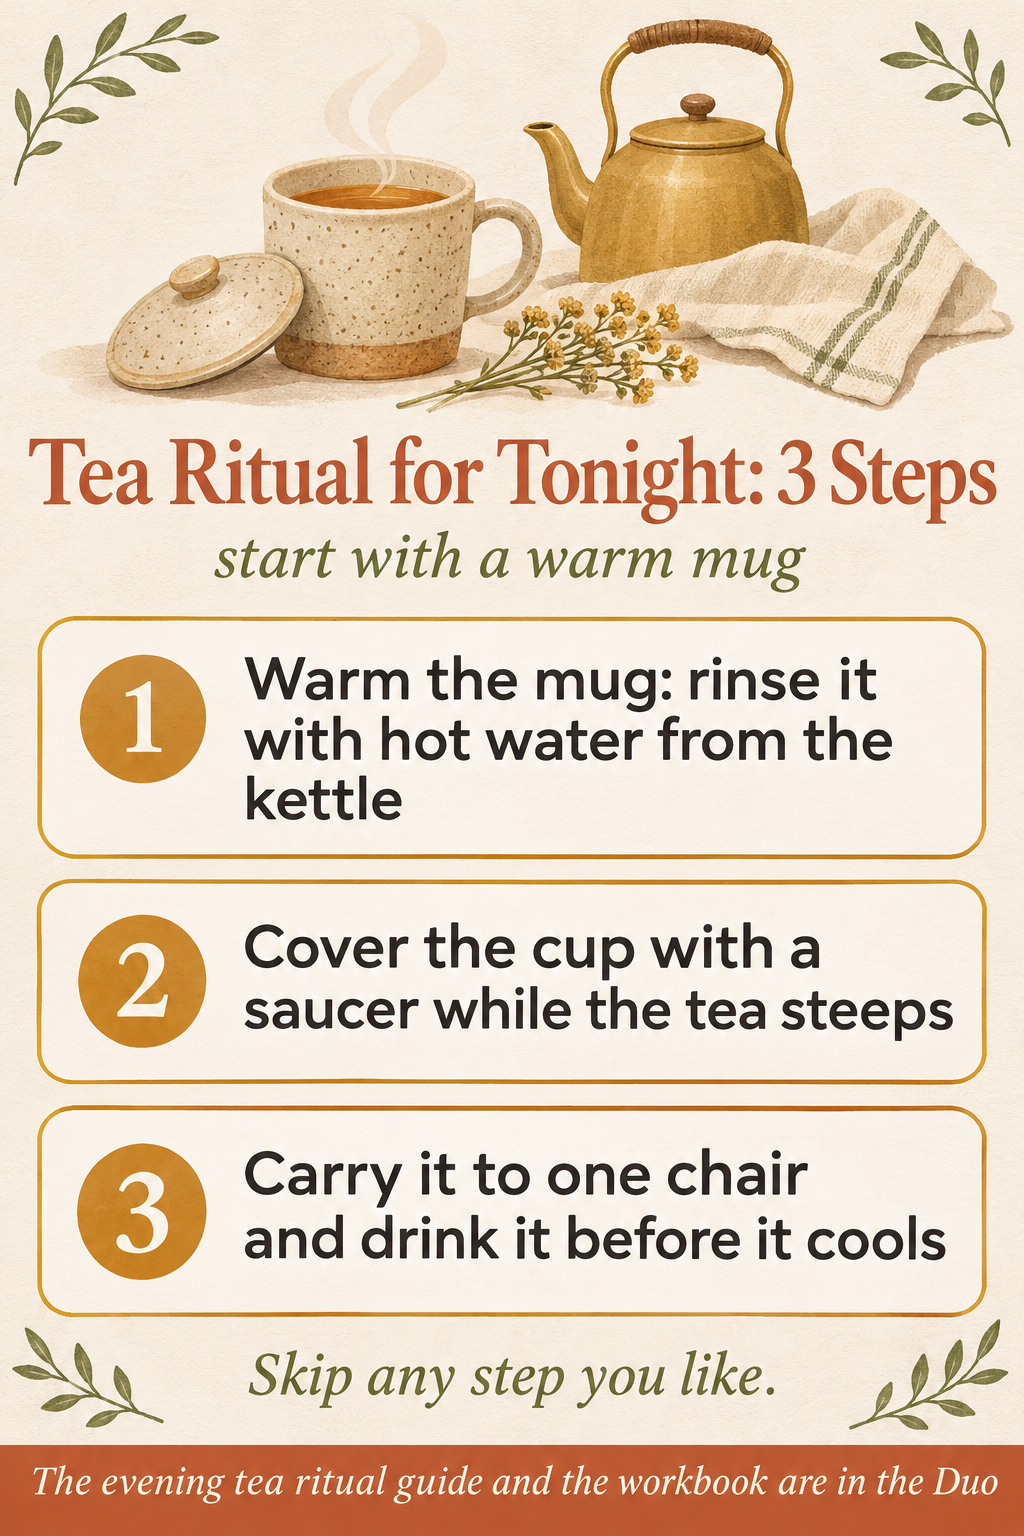 Tea Ritual for Tonight: 3 Steps
start with a warm mug
1
Warm the mug: rinse it
with hot water from the
kettle
2
Cover the cup with a
saucer while the tea steeps
3
Carry it to one chair
and drink it before it cools
Skip any step you like.
The evening tea ritual guide and the workbook are in the Duo